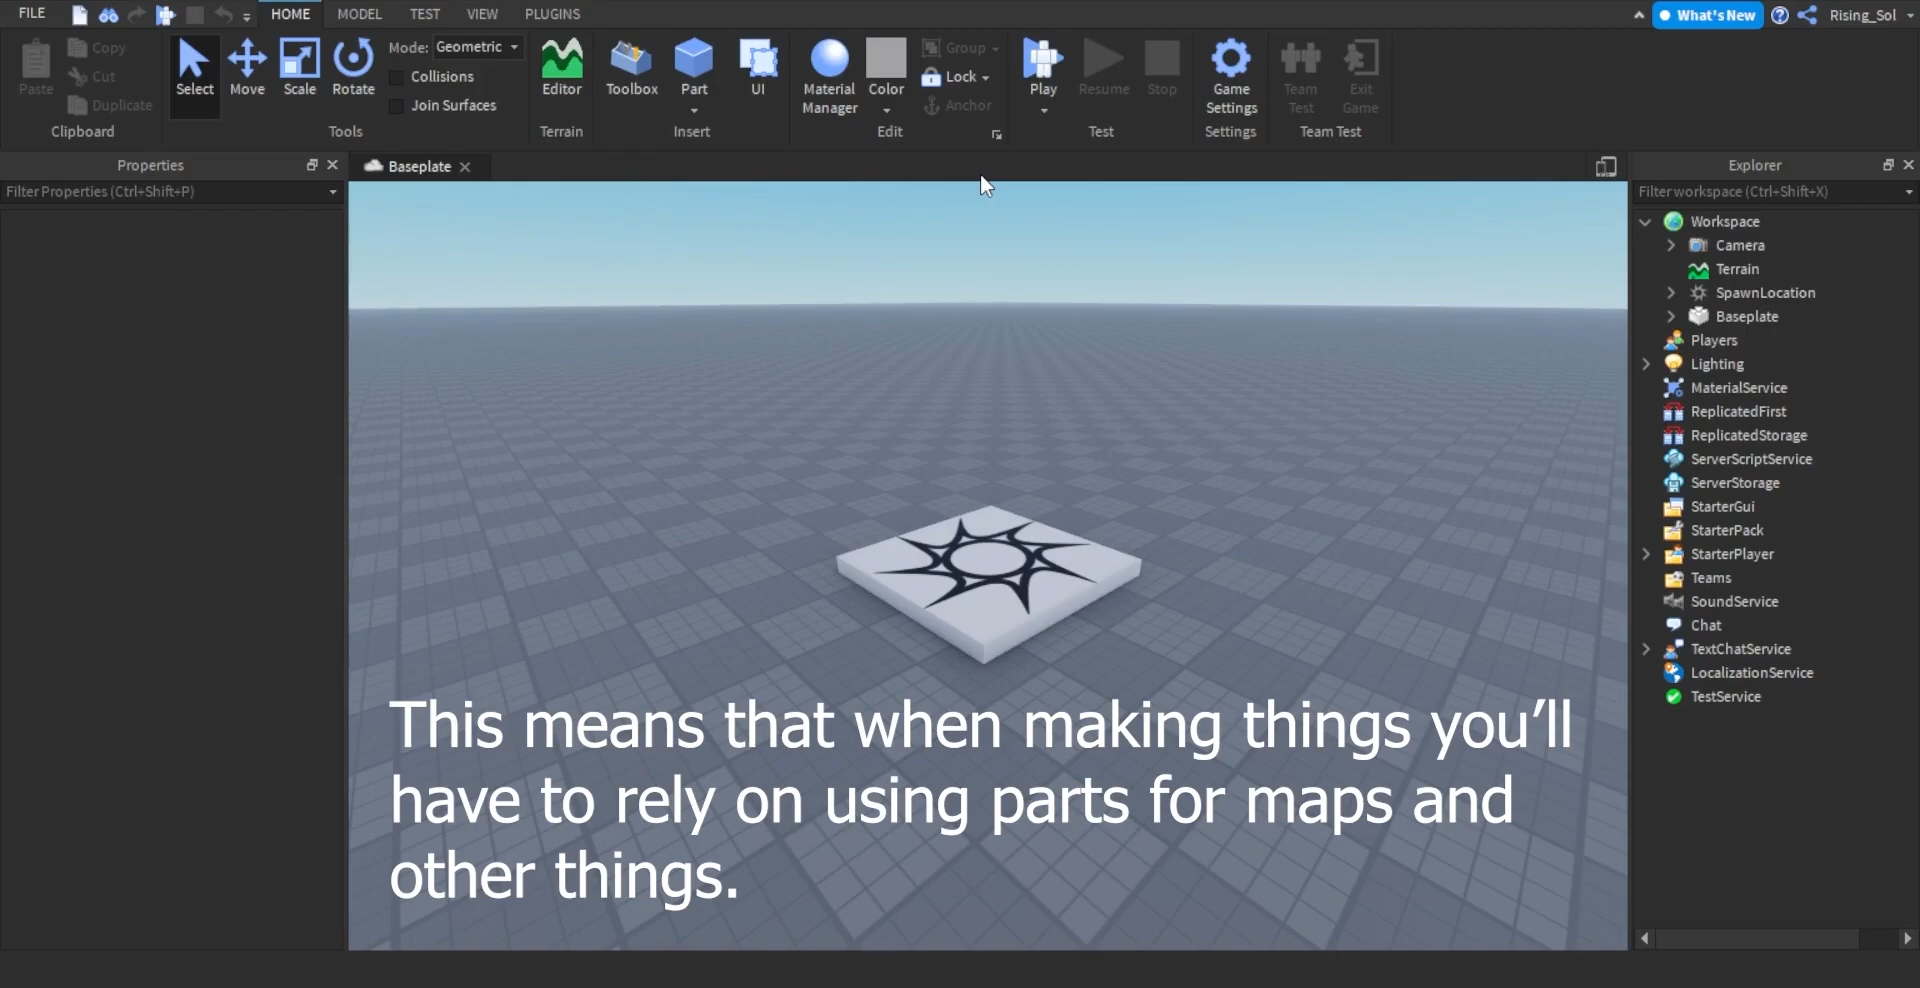 FILE
HOME
MODEL
TEST
VIEW
PLUGINS
What's New
Rising_Sol
Paste
Copy
Cut
Duplicate
Clipboard
Select
Move
Scale
Rotate
Mode: Geometric
Collisions
Join Surfaces
Tools
Editor
Terrain
Toolbox
Part
UI
Insert
Material
Manager
Color
Group
Lock
Anchor
Edit
Play
Resume
Stop
Test
Game
Settings
Settings
Team
Test
Exit
Game
Team Test
Properties
Filter Properties (Ctrl+Shift+P)
Baseplate
Explorer
Filter workspace (Ctrl+Shift+X)
Workspace
Camera
Terrain
SpawnLocation
Baseplate
Players
Lighting
MaterialService
ReplicatedFirst
ReplicatedStorage
ServerScriptService
ServerStorage
StarterGui
StarterPack
StarterPlayer
Teams
SoundService
Chat
TextChatService
LocalizationService
TestService
This means that when making things you’ll
have to rely on using parts for maps and
other things.